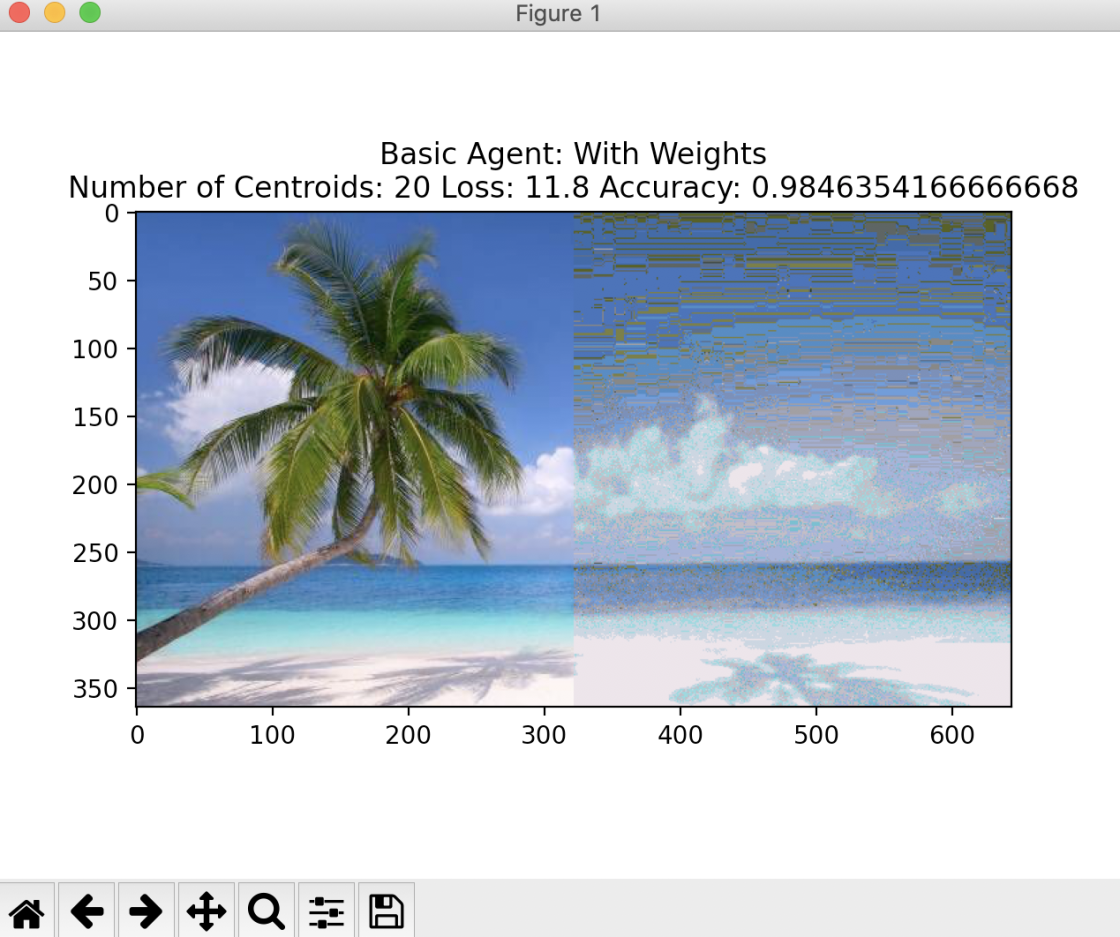 Figure 1
Basic Agent: With Weights
Number of Centroids: 20 Loss: 11.8 Accuracy: 0.9846354166666668
0
50
100
150
200
250
300
350
0 100 200 300 400 500 600